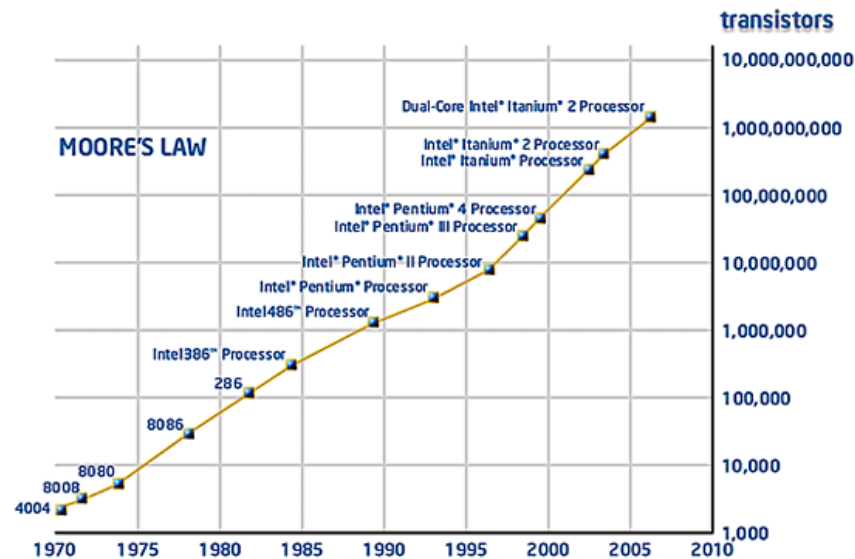 transistors
10,000,000,000
Dual-Core Intel® Itanium® 2 Processor
1,000,000,000
MOORE'S LAW
Intel® Itanium® 2 Processor
Intel® Itanium® Processor
100,000,000
Intel® Pentium® 4 Processor
Intel® Pentium® III Processor
Intel® Pentium® II Processor
10,000,000
Intel® Pentium® Processor
Intel486™ Processor
1,000,000
Intel386™ Processor
286
100,000
8086
8080
10,000
8008
4004
1,000
1970 1975 1980 1985 1990 1995 2000 2005 2010